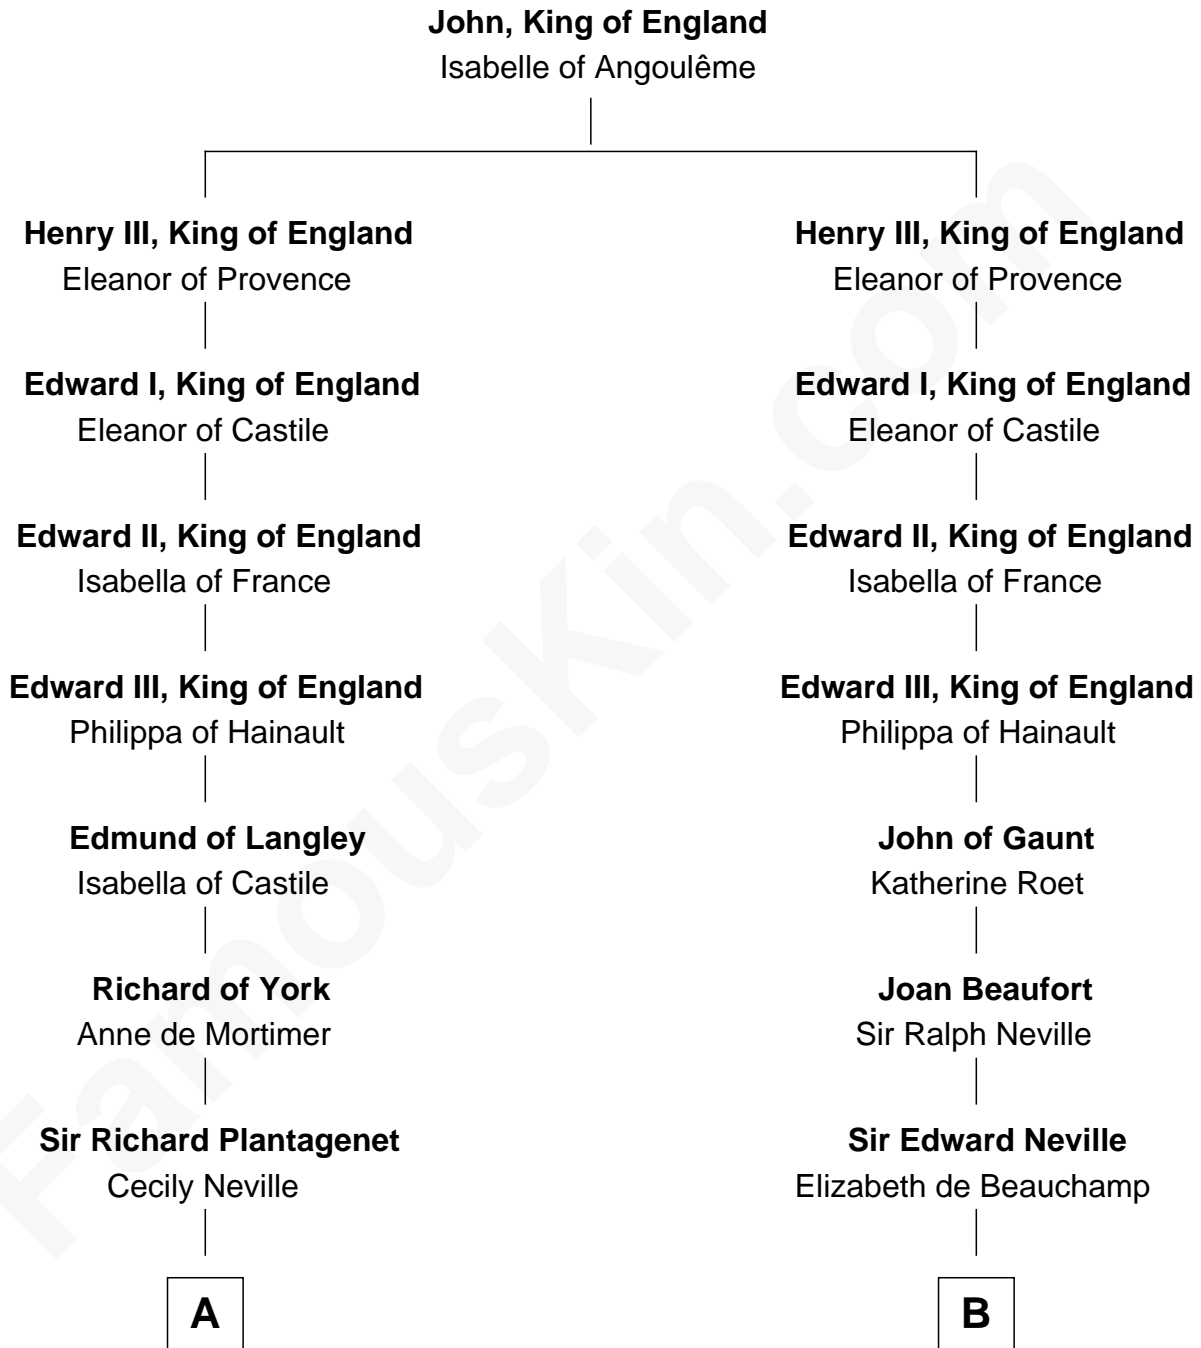 John, King of England
Isabelle of Angoulême
Henry III, King of England
Eleanor of Provence
Henry III, King of England
Eleanor of Provence
Edward I, King of England
Eleanor of Castile
Edward I, King of England
Eleanor of Castile
Edward II, King of England
Isabella of France
Edward II, King of England
Isabella of France
Edward III, King of England
Philippa of Hainault
Edward III, King of England
Philippa of Hainault
Edmund of Langley
Isabella of Castile
John of Gaunt
Katherine Roet
Richard of York
Anne de Mortimer
Joan Beaufort
Sir Ralph Neville
Sir Richard Plantagenet
Cecily Neville
Sir Edward Neville
Elizabeth de Beauchamp
A
B
FamousKin.com